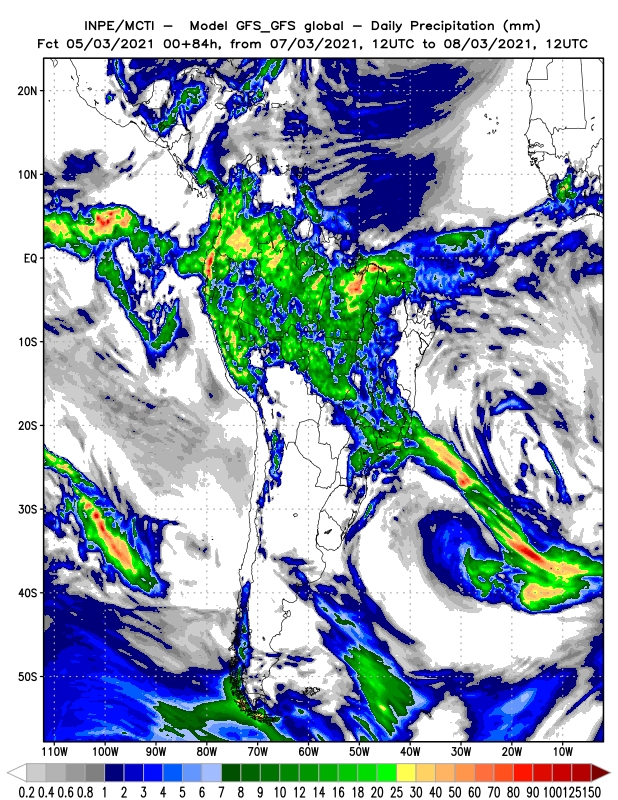 INPE/MCTI – Model GFS_GFS global – Daily Precipitation (mm)
Fct 05/03/2021 00+84h, from 07/03/2021, 12UTC to 08/03/2021, 12UTC
20N
10N
EQ
10S
20S
30S
40S
50S
110W 100W 90W 80W 70W 60W 50W 40W 30W 20W 10W
0.2 0.4 0.6 0.8 1 2 3 4 5 6 7 8 9 10 12 14 16 18 20 25 30 40 50 60 70 80 90 100 125 150